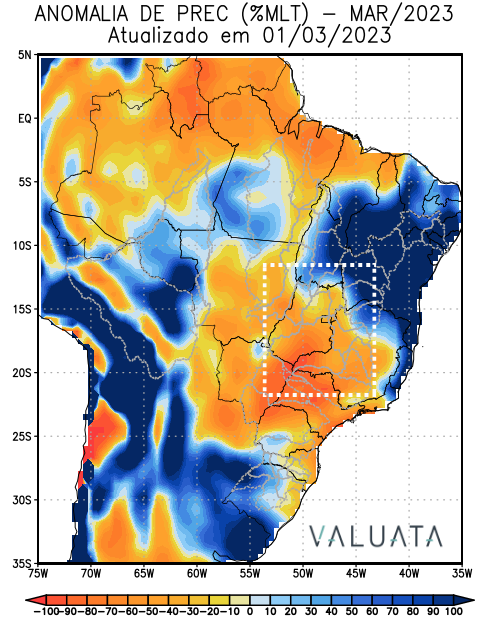 ANOMALIA DE PREC (%MLT) - MAR/2023
Atualizado em 01/03/2023
5N
EQ
5S
10S
15S
20S
25S
30S
35S
VALUATA
75W 70W 65W 60W 55W 50W 45W 40W 35W
-100 -90 -80 -70 -60 -50 -40 -30 -20 -10 0 10 20 30 40 50 60 70 80 90 100